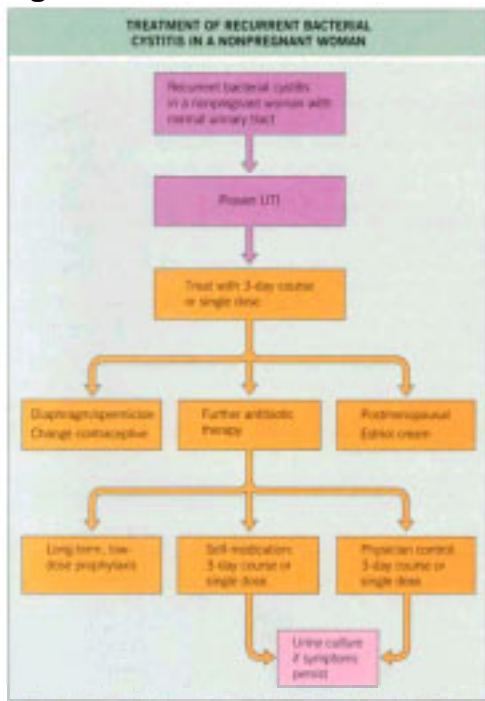 TREATMENT OF RECURRENT BACTERIAL
CYSTITIS IN A NONPREGNANT WOMAN
Recurrent bacterial cystitis
in a nonpregnant woman with
normal urinary tract
Proven UTI
Treat with 3-day course
or single dose
Diaphragm/spermicide
Change contraceptive
Further antibiotic
therapy
Postmenopausal
Estriol cream
Long term, low-
dose prophylaxis
Self-medication:
3-day course or
single dose
Physician control:
3-day course or
single dose
Urine culture
if symptoms
persist